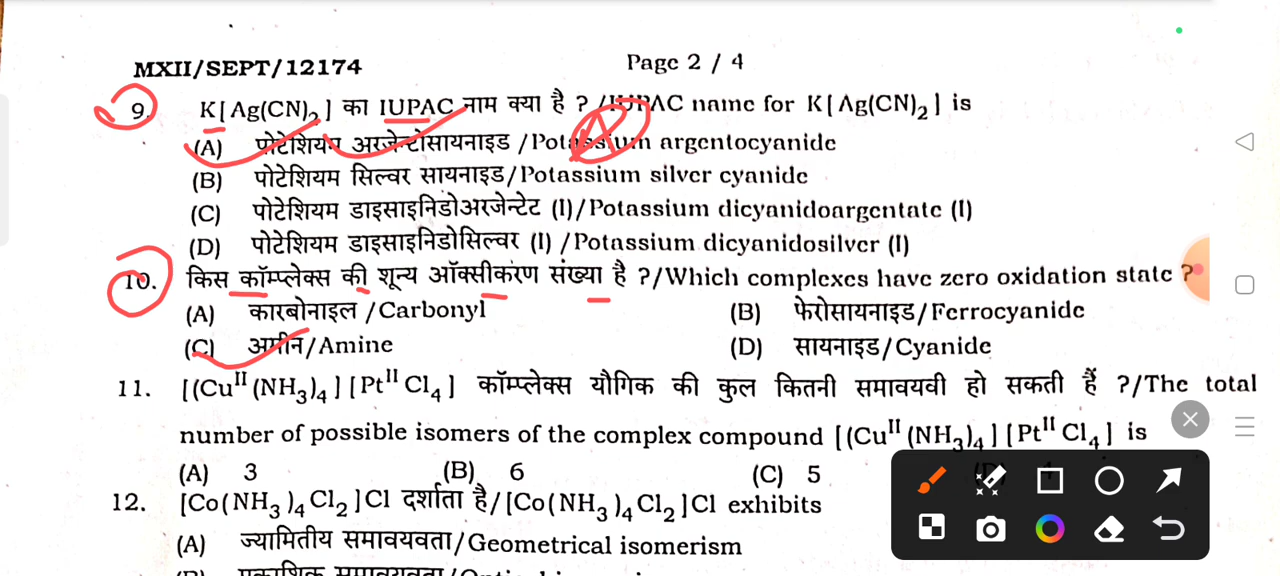 MXII/SEPT/12174 Page 2 / 4
9. K[Ag(CN)2] का IUPAC नाम क्या है ? /IUPAC name for K[Ag(CN)2] is
(A) पोटेशियम अरजेन्टोसायनाइड /Potassium argentocyanide
(B) पोटेशियम सिल्वर सायनाइड/Potassium silver cyanide
(C) पोटेशियम डाइसाइनिडोअरजेन्टेट (I)/Potassium dicyanidoargentate (I)
(D) पोटेशियम डाइसाइनिडोसिल्वर (I) /Potassium dicyanidosilver (I)
10. किस कॉम्प्लेक्स की शून्य ऑक्सीकरण संख्या है ?/Which complexes have zero oxidation state ?
(A) कारबोनाइल /Carbonyl (B) फेरोसायनाइड/Ferrocyanide
(C) अमीन/Amine (D) सायनाइड/Cyanide
11. [(Cu^II (NH3)4] [Pt^II Cl4] कॉम्प्लेक्स यौगिक की कुल कितनी समावयवी हो सकती हैं ?/The total
number of possible isomers of the complex compound [(Cu^II (NH3)4] [Pt^II Cl4] is
(A) 3 (B) 6 (C) 5
12. [Co(NH3)4Cl2]Cl दर्शाता है/[Co(NH3)4Cl2]Cl exhibits
(A) ज्यामितीय समावयवता/Geometrical isomerism